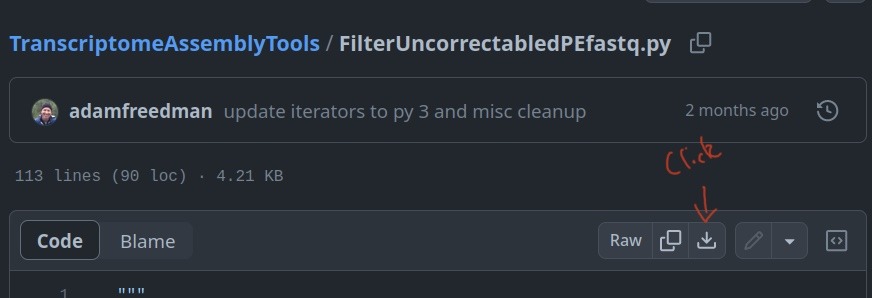 TranscriptomeAssemblyTools / FilterUncorrectabledPEfastq.py
adamfreedman update iterators to py 3 and misc cleanup 2 months ago
Click
113 lines (90 loc) · 4.21 KB
Code Blame Raw
1 """